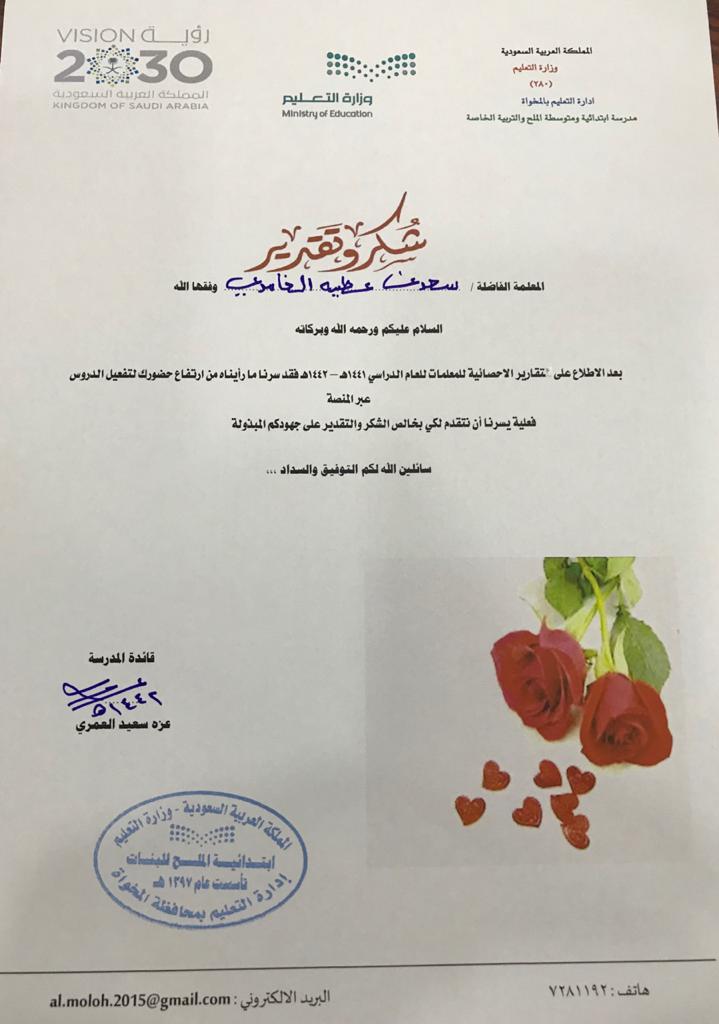 رؤية VISION
2030
المملكة العربية السعودية
KINGDOM OF SAUDI ARABIA
وزارة التعليم
Ministry of Education
المملكة العربية السعودية
وزارة التعليم
(٢٨٠)
ادارة التعليم بالمخواة
مدرسة ابتدائية ومتوسطة الملح والتربية الخاصة
شكر وتقدير
المعلمة الفاضلة / سعدى عطيه الغامدي وفقها الله
السلام عليكم ورحمه الله وبركاته
بعد الاطلاع على التقارير الاحصائية للمعلمات للعام الدراسي ١٤٤١هـ – ١٤٤٢هـ فقد سرنا ما رأيناه من ارتفاع حضورك لتفعيل الدروس
عبر المنصة
فعلية يسرنا أن نتقدم لكي بخالص الشكر والتقدير على جهودكم المبذولة
سائلين الله لكم التوفيق والسداد ،،،
قائدة المدرسة
١٤٤٢هـ
عزه سعيد العمري
المملكة العربية السعودية - وزارة التعليم
ابتدائية الملح للبنات
تأسست عام ١٣٩٧ هـ
إدارة التعليم بمحافظة المخواة
هاتف : ٧٢٨١١٩٢
البريد الالكتروني : al.moloh.2015@gmail.com